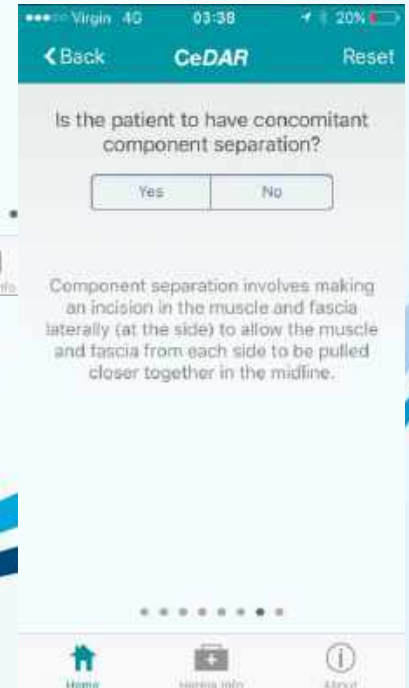 Virgin 4G 03:38 20%
Back CeDAR Reset
Is the patient to have concomitant
component separation?
Yes No
Component separation involves making
an incision in the muscle and fascia
laterally (at the side) to allow the muscle
and fascia from each side to be pulled
closer together in the midline.
Home Hernia Info About